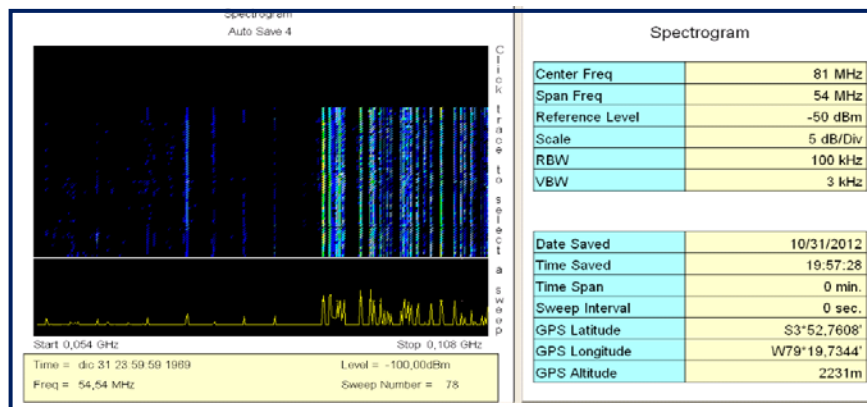 Spectrogram
Auto Save 4
Click trace to select a sweep
Start 0,054 GHz Stop 0,108 GHz
Time = dic 31 23:59:59 1969 Level = -100,00dBm
Freq = 54,54 MHz Sweep Number = 78
Spectrogram
Center Freq 81 MHz
Span Freq 54 MHz
Reference Level -50 dBm
Scale 5 dB/Div
RBW 100 kHz
VBW 3 kHz
Date Saved 10/31/2012
Time Saved 19:57:28
Time Span 0 min.
Sweep Interval 0 sec.
GPS Latitude S3*52,7608'
GPS Longitude W79*19,7344'
GPS Altitude 2231m